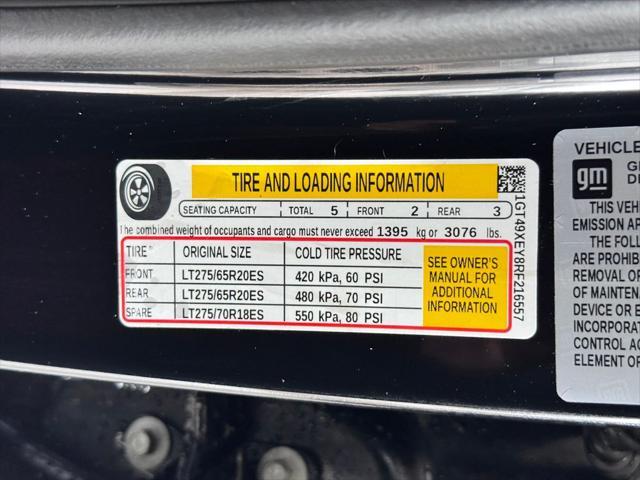 TIRE AND LOADING INFORMATION
SEATING CAPACITY TOTAL 5 FRONT 2 REAR 3
The combined weight of occupants and cargo must never exceed 1395 kg or 3076 lbs.
TIRE ORIGINAL SIZE COLD TIRE PRESSURE
FRONT LT275/65R20ES 420 kPa, 60 PSI
REAR LT275/65R20ES 480 kPa, 70 PSI
SPARE LT275/70R18ES 550 kPa, 80 PSI
SEE OWNER'S
MANUAL FOR
ADDITIONAL
INFORMATION
1GT49XEY8RF216557
VEHICLE
gm
THIS VEHI
EMISSION AF
THE FOLL
ARE PROHIB
REMOVAL OR
OF MAINTEN
DEVICE OR E
INCORPORAT
CONTROL A
ELEMENT O